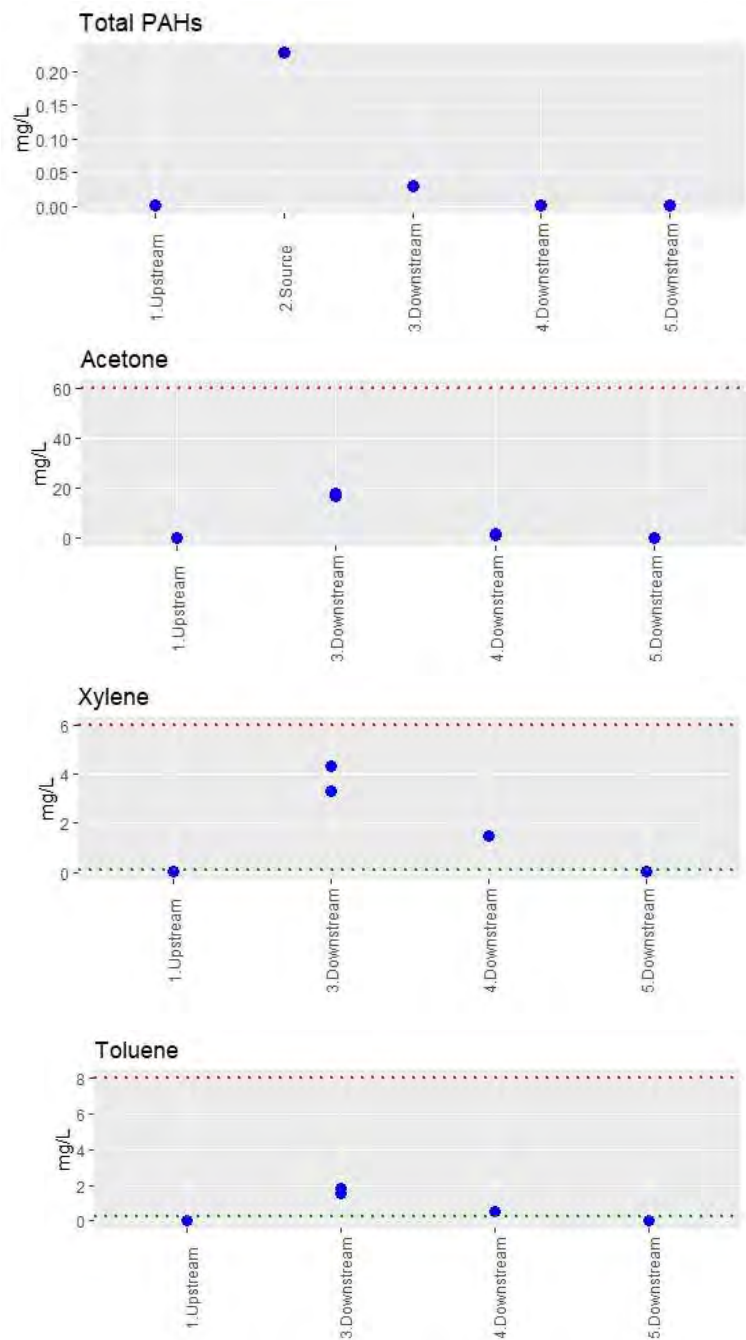 Total PAHs
mg/L
0.20
0.15
0.10
0.05
0.00
1.Upstream
2.Source
3.Downstream
4.Downstream
5.Downstream
Acetone
mg/L
60
40
20
0
1.Upstream
3.Downstream
4.Downstream
5.Downstream
Xylene
mg/L
6
4
2
0
1.Upstream
3.Downstream
4.Downstream
5.Downstream
Toluene
mg/L
8
6
4
2
0
1.Upstream
3.Downstream
4.Downstream
5.Downstream